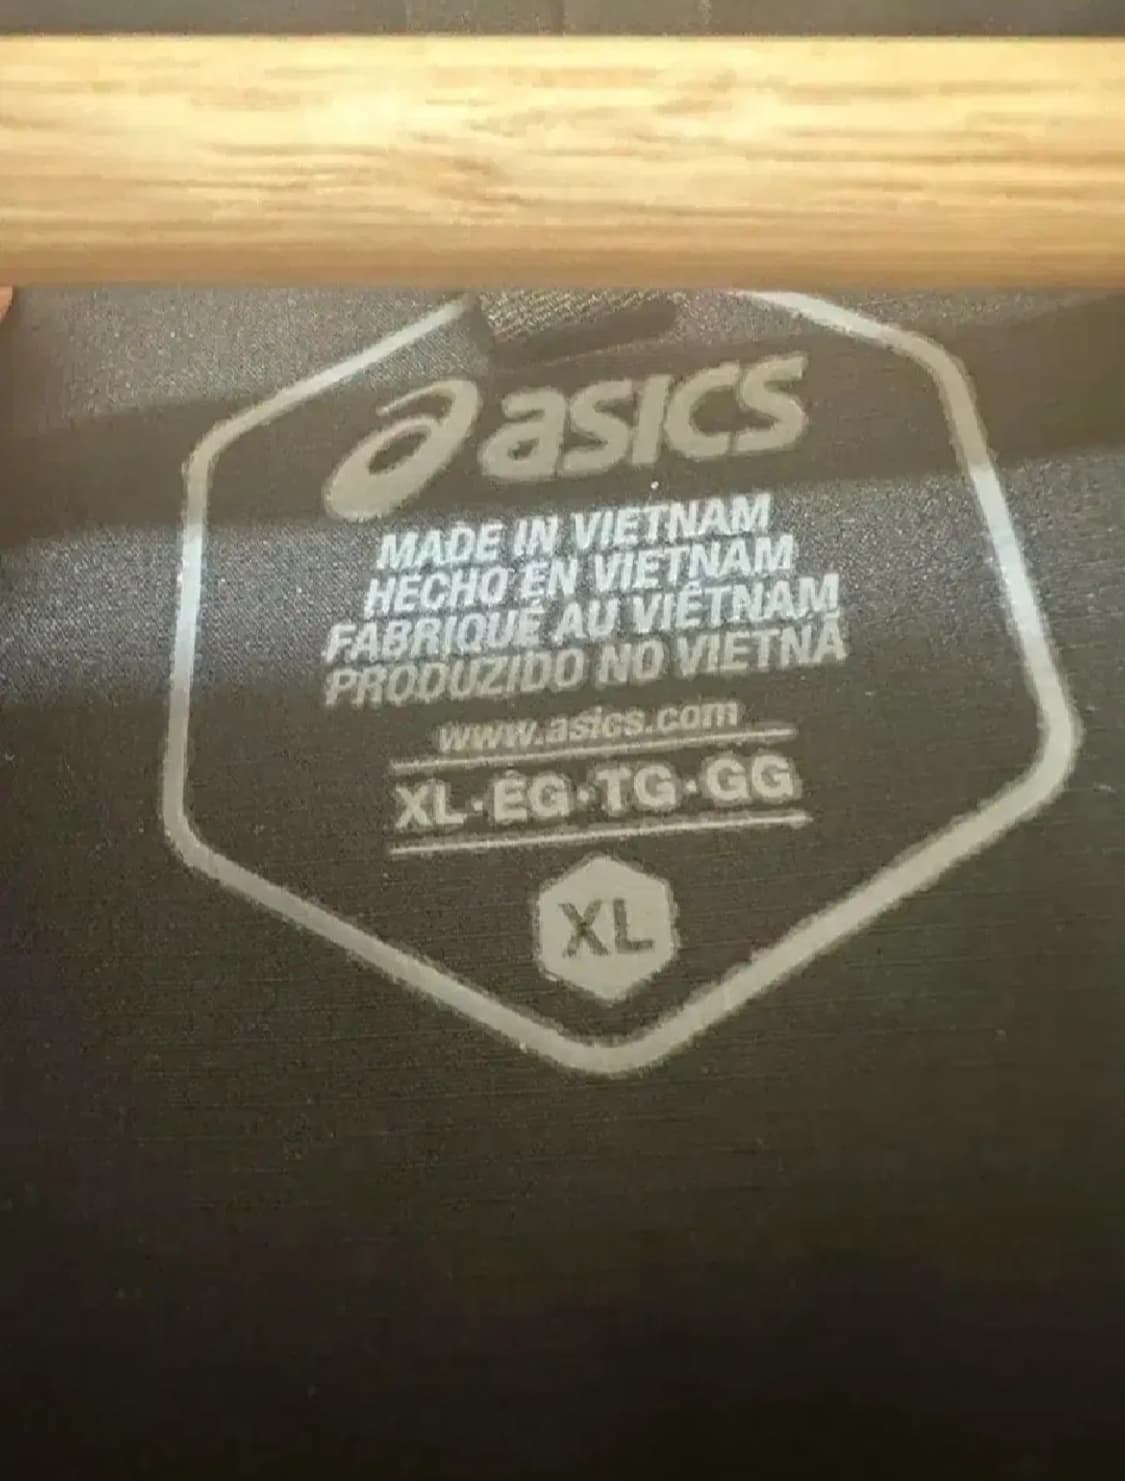 asics
MADE IN VIETNAM
HECHO EN VIETNAM
FABRIQUÉ AU VIÊTNAM
PRODUZIDO NO VIETNÃ
www.asics.com
XL·EG·TG·GG
XL